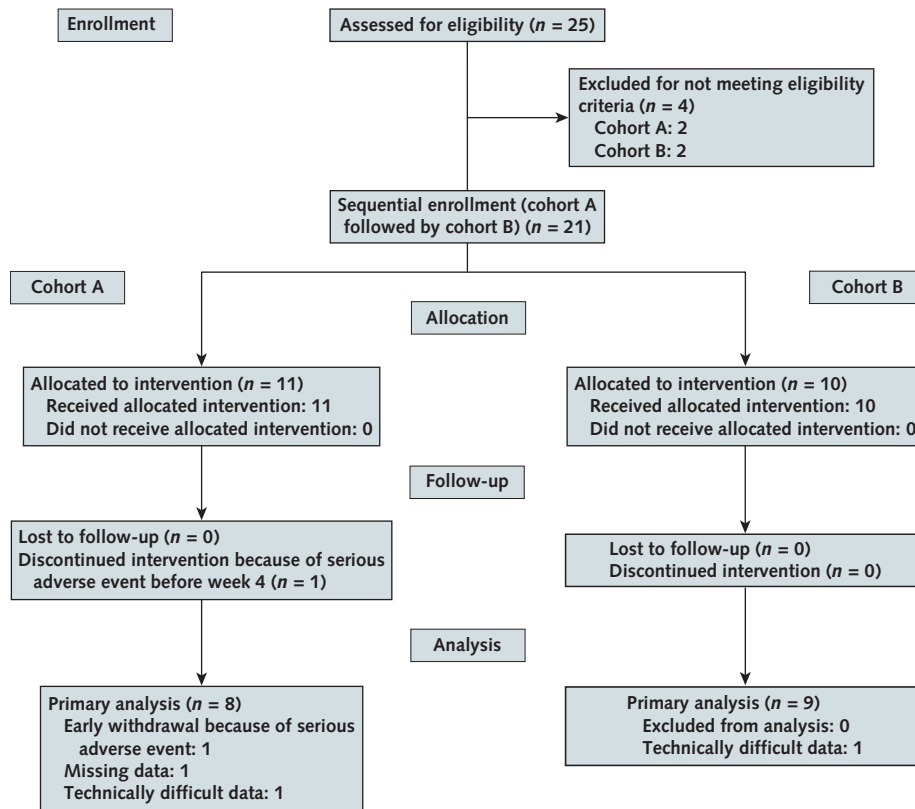 Enrollment
Assessed for eligibility (n = 25)
Excluded for not meeting eligibility
criteria (n = 4)
Cohort A: 2
Cohort B: 2
Sequential enrollment (cohort A
followed by cohort B) (n = 21)
Cohort A
Cohort B
Allocation
Allocated to intervention (n = 11)
Received allocated intervention: 11
Did not receive allocated intervention: 0
Allocated to intervention (n = 10)
Received allocated intervention: 10
Did not receive allocated intervention: 0
Follow-up
Lost to follow-up (n = 0)
Discontinued intervention because of serious
adverse event before week 4 (n = 1)
Lost to follow-up (n = 0)
Discontinued intervention (n = 0)
Analysis
Primary analysis (n = 8)
Early withdrawal because of serious
adverse event: 1
Missing data: 1
Technically difficult data: 1
Primary analysis (n = 9)
Excluded from analysis: 0
Technically difficult data: 1